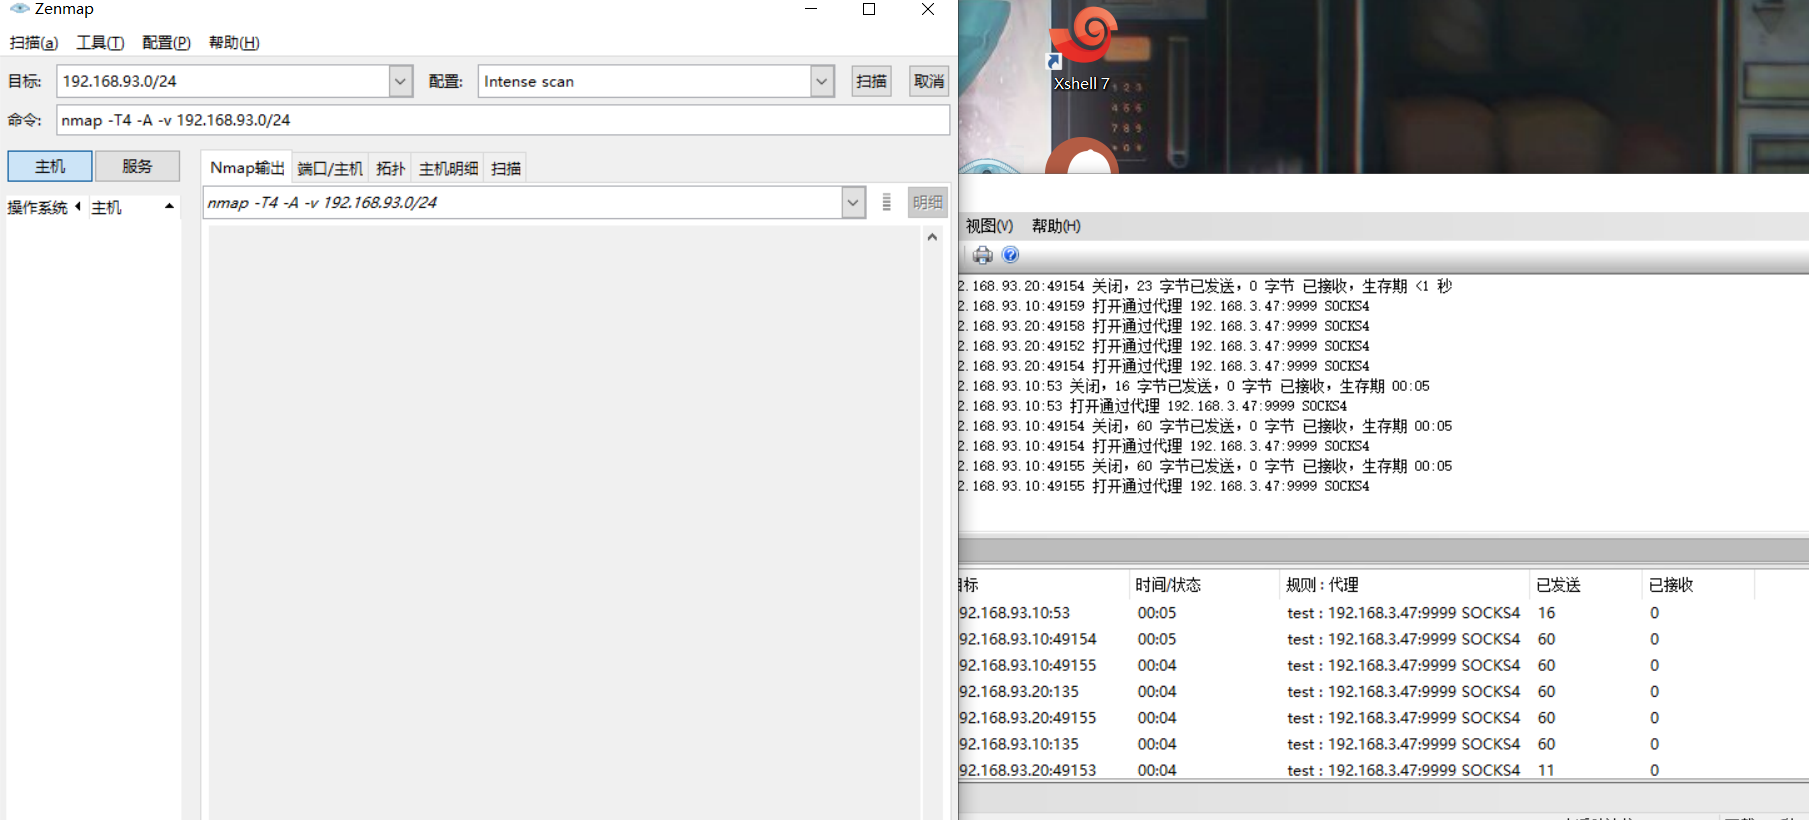 Zenmap
扫描(a) 工具(T) 配置(P) 帮助(H)
目标: 192.168.93.0/24 配置: Intense scan 扫描 取消
命令: nmap -T4 -A -v 192.168.93.0/24
主机 服务
操作系统 主机
Nmap输出 端口/主机 拓扑 主机明细 扫描
nmap -T4 -A -v 192.168.93.0/24 明细
Xshell 7
1 2 3
4 5 6
7 8 9
视图(V) 帮助(H)
2.168.93.20:49154 关闭，23 字节已发送，0 字节 已接收，生存期 <1 秒
2.168.93.10:49159 打开通过代理 192.168.3.47:9999 SOCKS4
2.168.93.20:49158 打开通过代理 192.168.3.47:9999 SOCKS4
2.168.93.20:49152 打开通过代理 192.168.3.47:9999 SOCKS4
2.168.93.20:49154 打开通过代理 192.168.3.47:9999 SOCKS4
2.168.93.10:53 关闭，16 字节已发送，0 字节 已接收，生存期 00:05
2.168.93.10:53 打开通过代理 192.168.3.47:9999 SOCKS4
2.168.93.10:49154 关闭，60 字节已发送，0 字节 已接收，生存期 00:05
2.168.93.10:49154 打开通过代理 192.168.3.47:9999 SOCKS4
2.168.93.10:49155 关闭，60 字节已发送，0 字节 已接收，生存期 00:05
2.168.93.10:49155 打开通过代理 192.168.3.47:9999 SOCKS4
目标 时间/状态 规则 : 代理 已发送 已接收
92.168.93.10:53 00:05 test : 192.168.3.47:9999 SOCKS4 16 0
92.168.93.10:49154 00:05 test : 192.168.3.47:9999 SOCKS4 60 0
92.168.93.10:49155 00:04 test : 192.168.3.47:9999 SOCKS4 60 0
92.168.93.20:135 00:04 test : 192.168.3.47:9999 SOCKS4 60 0
92.168.93.20:49155 00:04 test : 192.168.3.47:9999 SOCKS4 60 0
92.168.93.10:135 00:04 test : 192.168.3.47:9999 SOCKS4 60 0
92.168.93.20:49153 00:04 test : 192.168.3.47:9999 SOCKS4 11 0